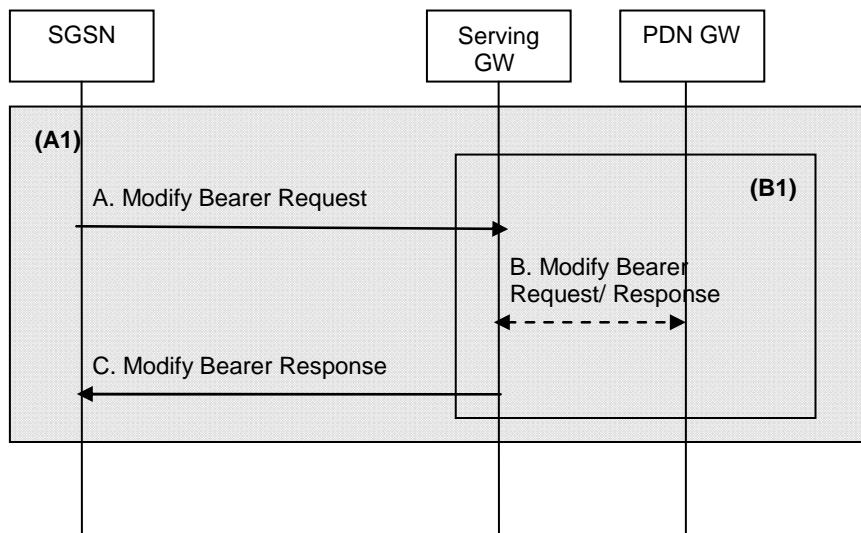 SGSN
Serving
GW
PDN GW
(A1)
(B1)
A. Modify Bearer Request
B. Modify Bearer
Request/ Response
C. Modify Bearer Response